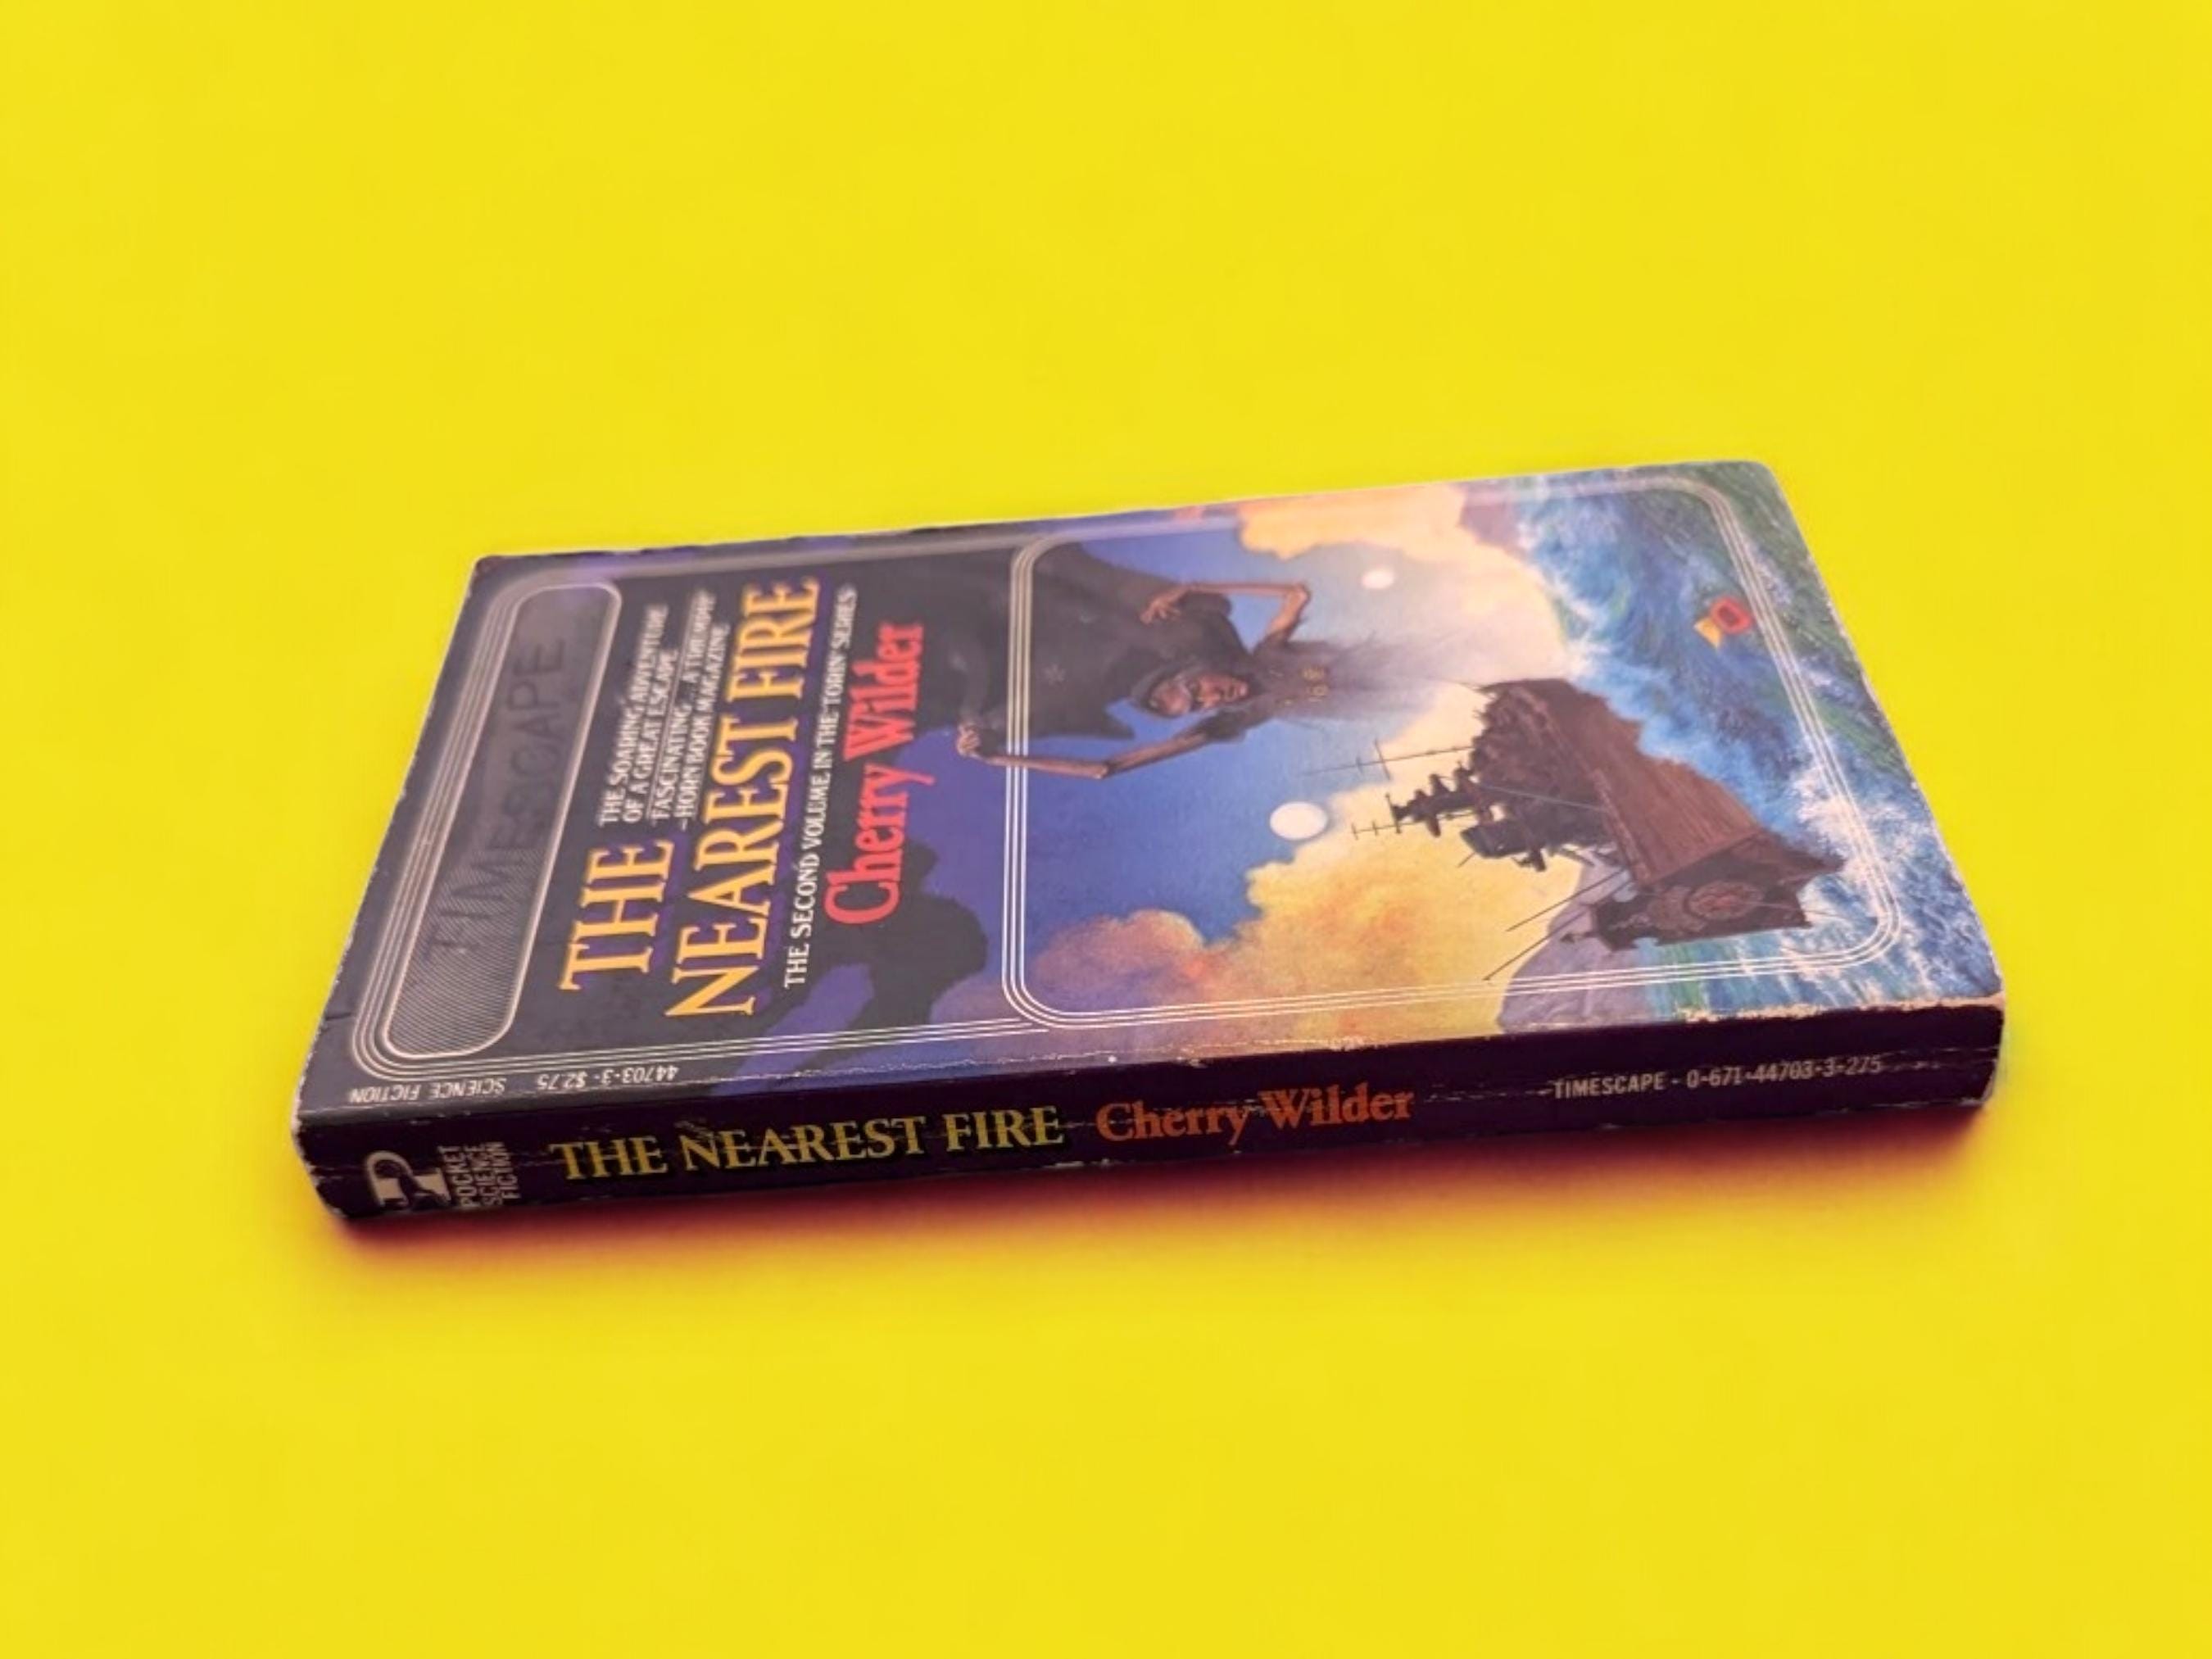 TIMESCAPE
THE SOARING ADVENTURE
OF A GREAT ESCAPE
"FASCINATING... A TRIUMPH"
-HORN BOOK MAGAZINE
THE
NEAREST FIRE
THE SECOND VOLUME IN THE "TORIN" SERIES
Cherry Wilder
SCIENCE FICTION 44703-3·$2.75
P
POCKET
SCIENCE
FICTION
THE NEAREST FIRE Cherry Wilder TIMESCAPE · 0-671-44703-3-275